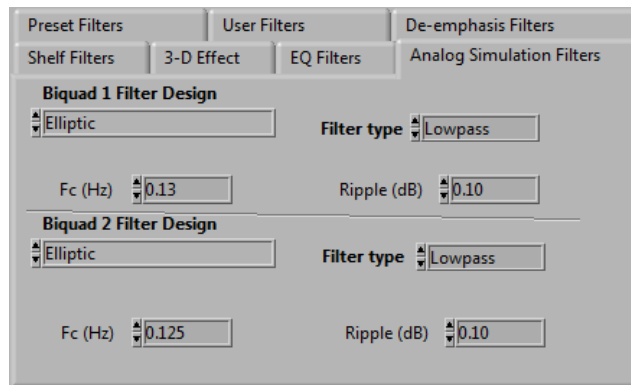 Preset Filters User Filters De-emphasis Filters
Shelf Filters 3-D Effect EQ Filters Analog Simulation Filters
Biquad 1 Filter Design
Elliptic Filter type Lowpass
Fc (Hz) 0.13 Ripple (dB) 0.10
Biquad 2 Filter Design
Elliptic Filter type Lowpass
Fc (Hz) 0.125 Ripple (dB) 0.10